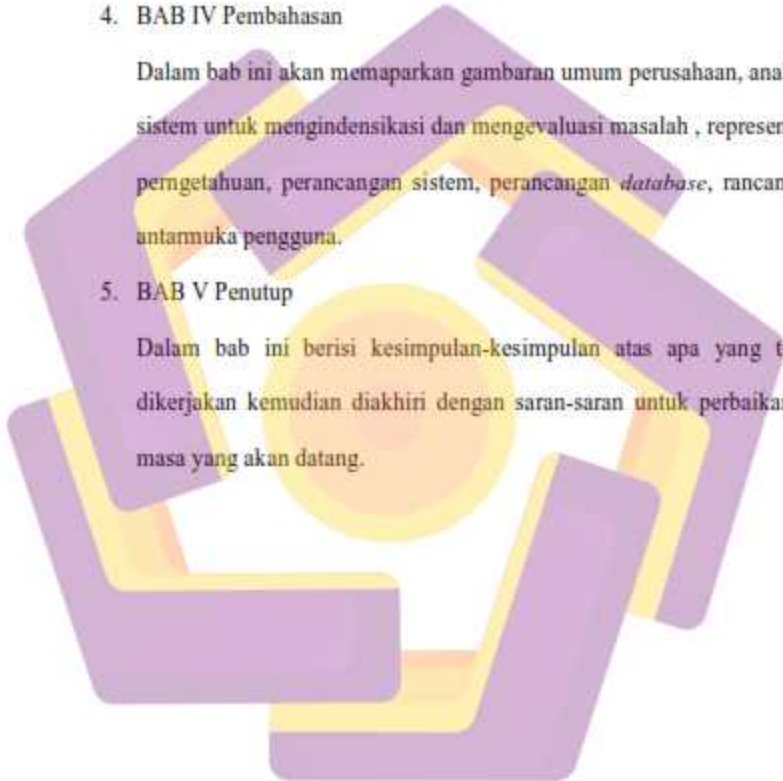 4. BAB IV Pembahasan
Dalam bab ini akan memaparkan gambaran umum perusahaan,
sistem untuk mengindensikasi dan mengevaluasi masalah ,
perngetahuan, perancangan sistem, perancangan database,
antarmuka pengguna.
5. BAB V Penutup
Dalam bab ini berisi kesimpulan-kesimpulan atas apa yang
dikerjakan kemudian diakhiri dengan saran-saran untuk
masa yang akan datang.